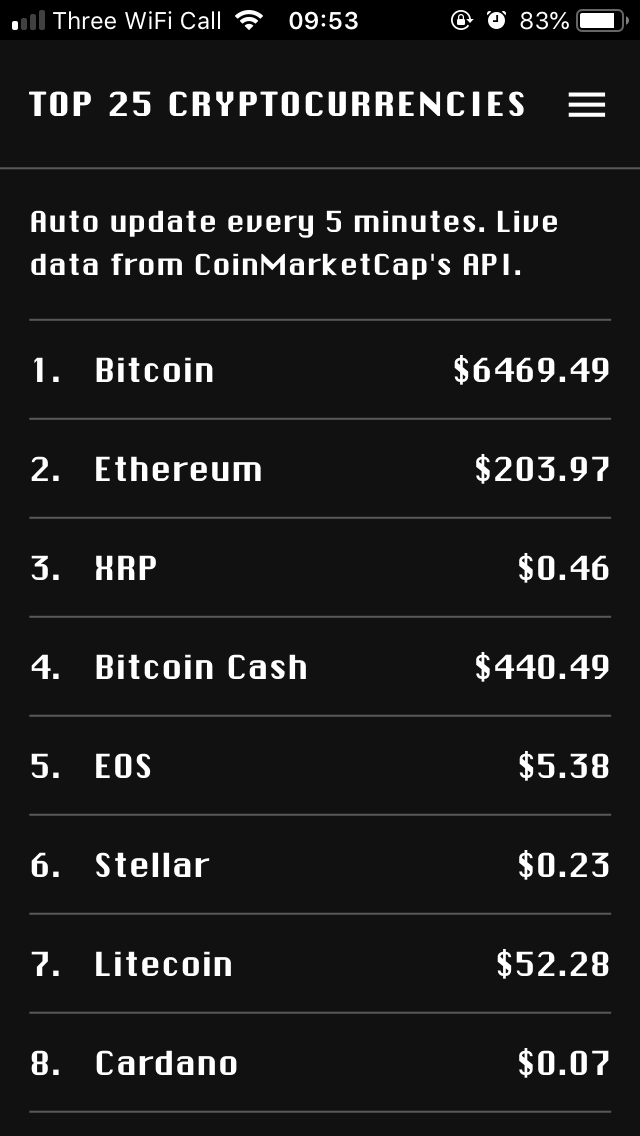 Three WiFi Call 09:53 83%
TOP 25 CRYPTOCURRENCIES
Auto update every 5 minutes. Live
data from CoinMarketCap's API.
1. Bitcoin $6469.49
2. Ethereum $203.97
3. XRP $0.46
4. Bitcoin Cash $440.49
5. EOS $5.38
6. Stellar $0.23
7. Litecoin $52.28
8. Cardano $0.07